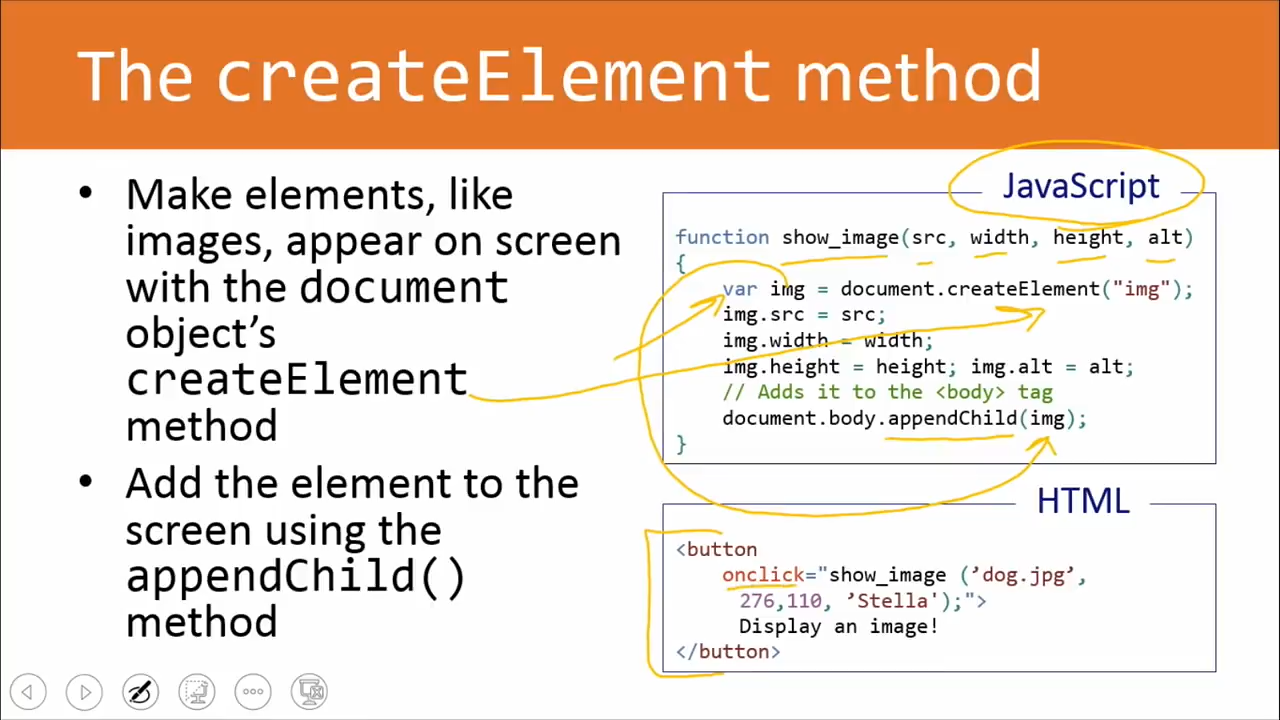 The createElement method
• Make elements, like
images, appear on screen
with the document
object’s
createElement
method
• Add the element to the
screen using the
appendChild()
method
JavaScript
function show_image(src, width, height, alt)
{
var img = document.createElement("img");
img.src = src;
img.width = width;
img.height = height; img.alt = alt;
// Adds it to the <body> tag
document.body.appendChild(img);
}
HTML
<button
onclick="show_image (’dog.jpg’,
276,110, ’Stella');">
Display an image!
</button>